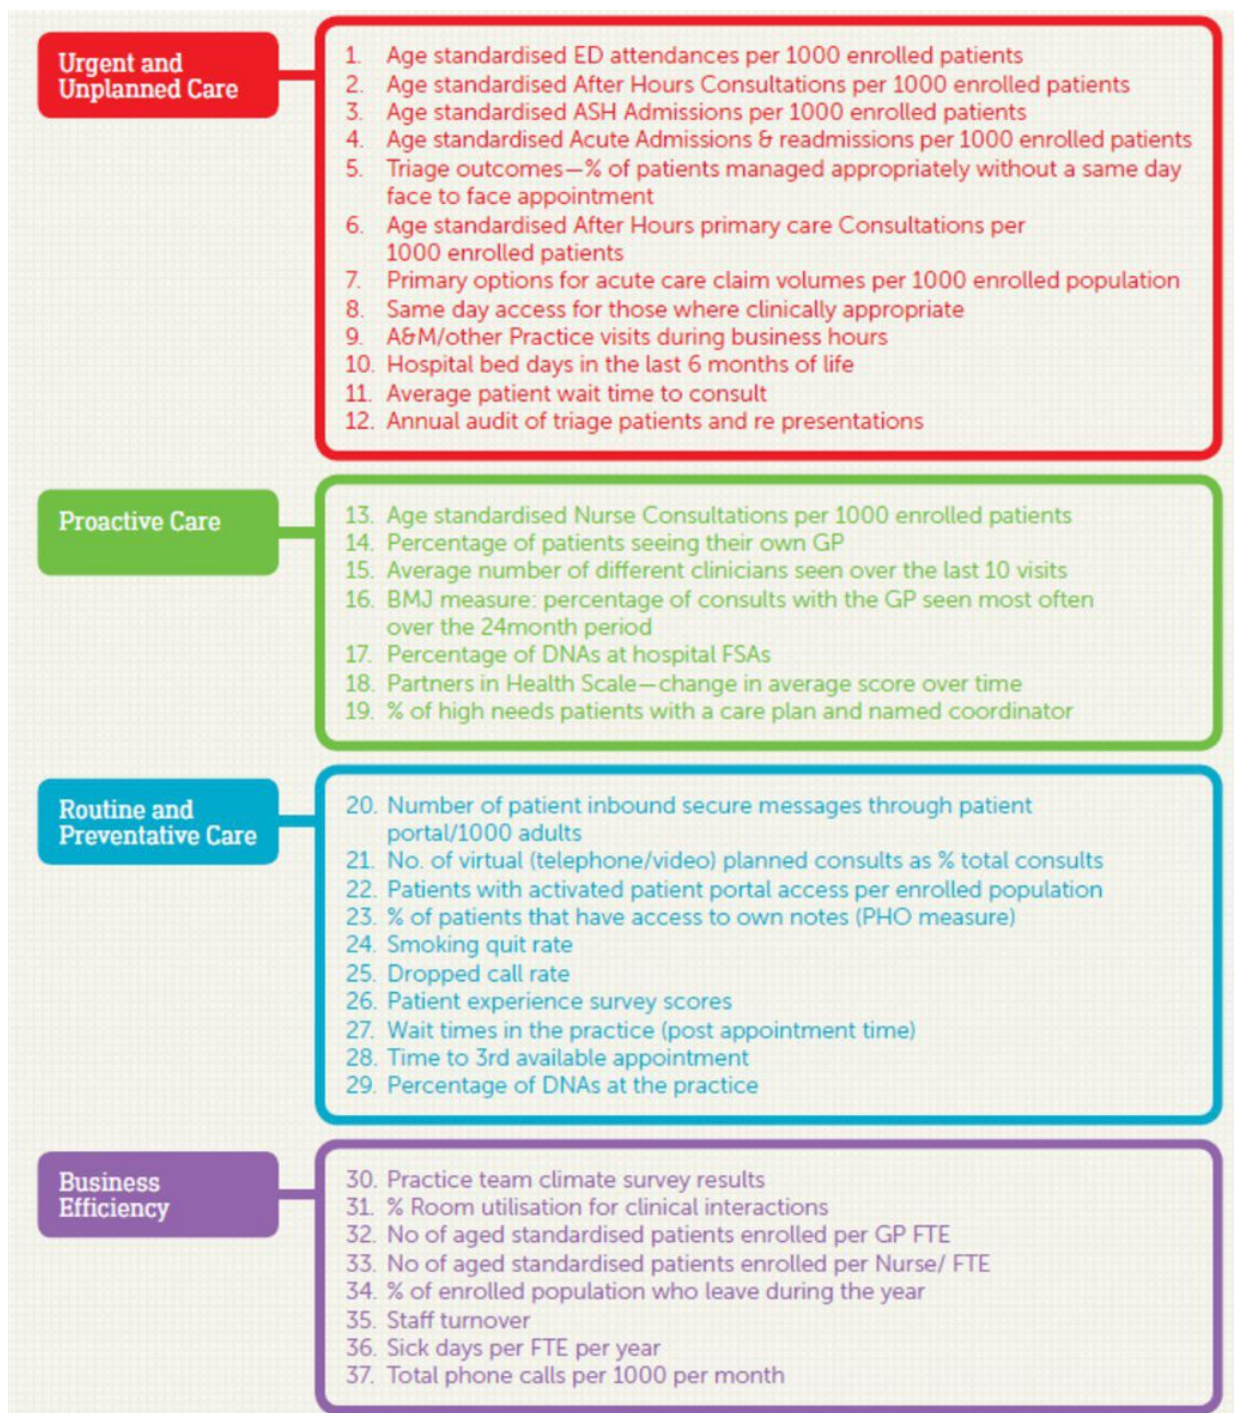 Urgent and
Unplanned Care
1. Age standardised ED attendances per 1000 enrolled patients
2. Age standardised After Hours Consultations per 1000 enrolled patients
3. Age standardised ASH Admissions per 1000 enrolled patients
4. Age standardised Acute Admissions & readmissions per 1000 enrolled patients
5. Triage outcomes—% of patients managed appropriately without a same day
face to face appointment
6. Age standardised After Hours primary care Consultations per
1000 enrolled patients
7. Primary options for acute care claim volumes per 1000 enrolled population
8. Same day access for those where clinically appropriate
9. A&M/other Practice visits during business hours
10. Hospital bed days in the last 6 months of life
11. Average patient wait time to consult
12. Annual audit of triage patients and re presentations
Proactive Care
13. Age standardised Nurse Consultations per 1000 enrolled patients
14. Percentage of patients seeing their own GP
15. Average number of different clinicians seen over the last 10 visits
16. BMJ measure: percentage of consults with the GP seen most often
over the 24month period
17. Percentage of DNAs at hospital FSAs
18. Partners in Health Scale—change in average score over time
19. % of high needs patients with a care plan and named coordinator
Routine and
Preventative Care
20. Number of patient inbound secure messages through patient
portal/1000 adults
21. No. of virtual (telephone/video) planned consults as % total consults
22. Patients with activated patient portal access per enrolled population
23. % of patients that have access to own notes (PHO measure)
24. Smoking quit rate
25. Dropped call rate
26. Patient experience survey scores
27. Wait times in the practice (post appointment time)
28. Time to 3rd available appointment
29. Percentage of DNAs at the practice
Business
Efficiency
30. Practice team climate survey results
31. % Room utilisation for clinical interactions
32. No of aged standardised patients enrolled per GP FTE
33. No of aged standardised patients enrolled per Nurse/ FTE
34. % of enrolled population who leave during the year
35. Staff turnover
36. Sick days per FTE per year
37. Total phone calls per 1000 per month